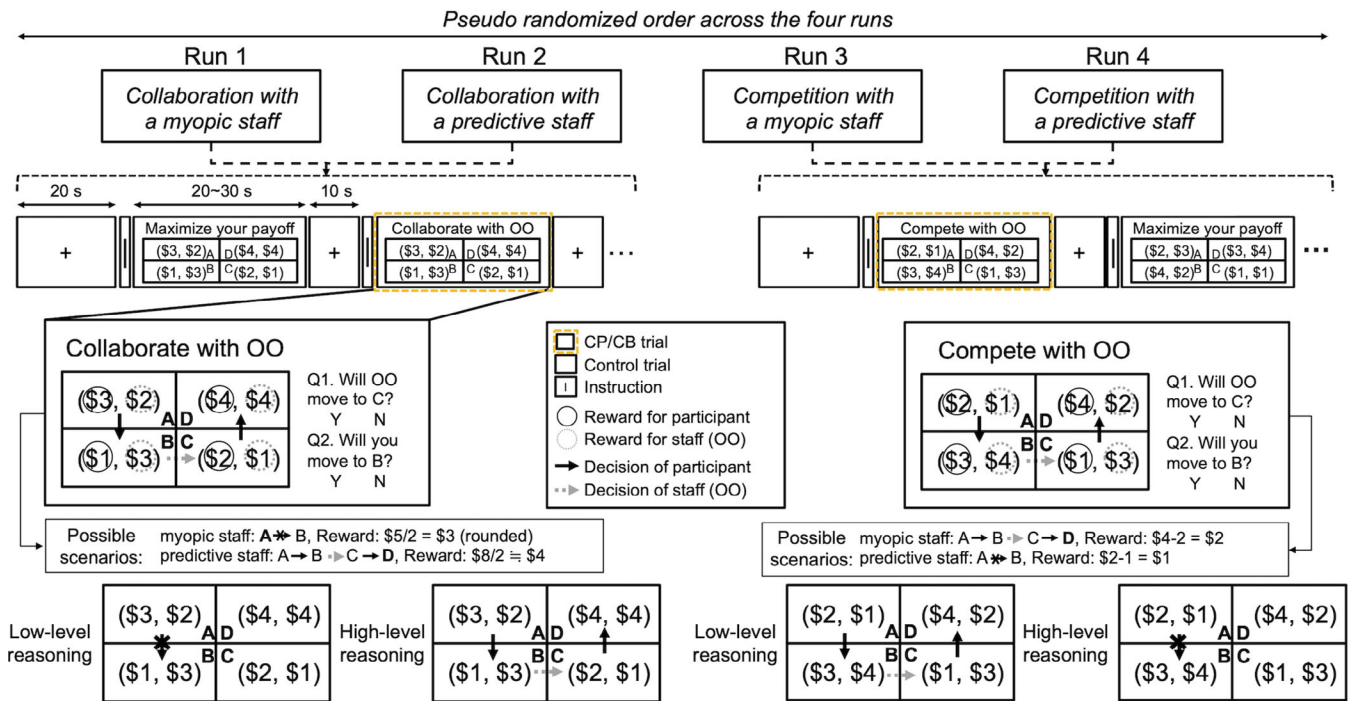 Pseudo randomized order across the four runs
Run 1
Run 2
Run 3
Run 4
Collaboration with
a myopic staff
Collaboration with
a predictive staff
Competition with
a myopic staff
Competition with
a predictive staff
20 s
20~30 s
10 s
+
I
Maximize your payoff
($3, $2)A D($4, $4)
($1, $3)B C($2, $1)
+
I
Collaborate with OO
($3, $2)A D($4, $4)
($1, $3)B C($2, $1)
+
...
+
I
Compete with OO
($2, $1)A D($4, $2)
($3, $4)B C($1, $3)
+
I
Maximize your payoff
($2, $3)A D($3, $4)
($4, $2)B C($1, $1)
...
Collaborate with OO
($3, $2) ($4, $4)
A D
B C
($1, $3) ($2, $1)
Q1. Will OO
move to C?
Y N
Q2. Will you
move to B?
Y N
CP/CB trial
Control trial
I Instruction
Reward for participant
Reward for staff (OO)
Decision of participant
Decision of staff (OO)
Compete with OO
($2, $1) ($4, $2)
A D
B C
($3, $4) ($1, $3)
Q1. Will OO
move to C?
Y N
Q2. Will you
move to B?
Y N
Possible
scenarios:
myopic staff: A B, Reward: $5/2 = $3 (rounded)
predictive staff: A → B → C → D, Reward: $8/2 ≒ $4
Possible
scenarios:
myopic staff: A → B → C → D, Reward: $4-2 = $2
predictive staff: A B, Reward: $2-1 = $1
Low-level
reasoning
($3, $2) ($4, $4)
A D
B C
($1, $3) ($2, $1)
High-level
reasoning
($3, $2) ($4, $4)
A D
B C
($1, $3) ($2, $1)
Low-level
reasoning
($2, $1) ($4, $2)
A D
B C
($3, $4) ($1, $3)
High-level
reasoning
($2, $1) ($4, $2)
A D
B C
($3, $4) ($1, $3)